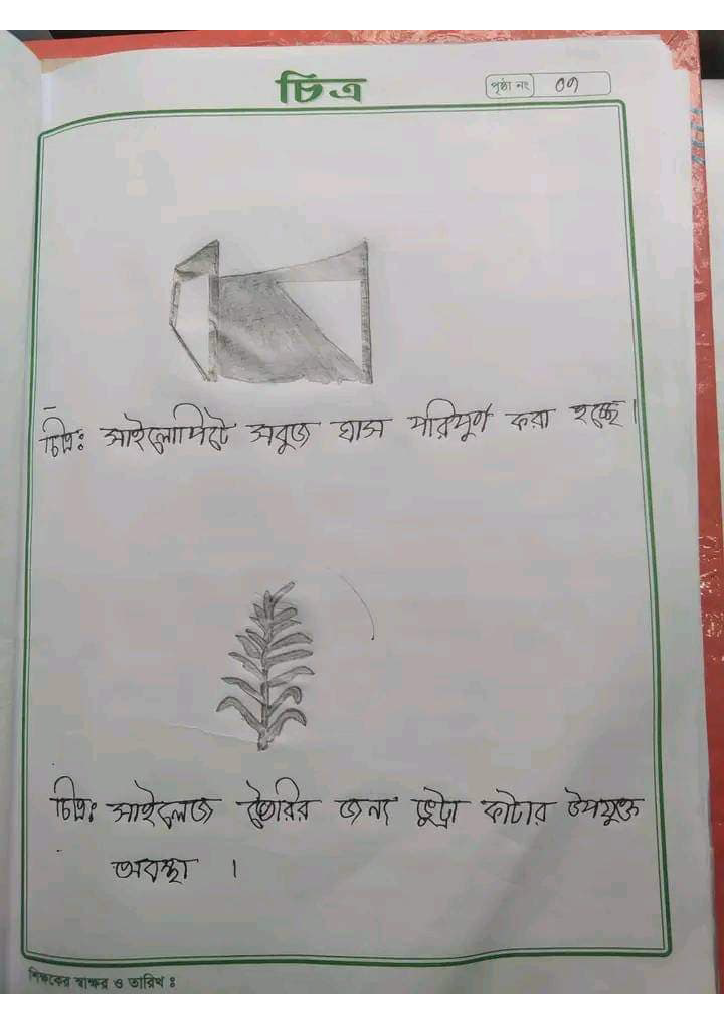 চিত্র
পৃষ্ঠা নং ০৭
চিত্রঃ সাইলোপিটে সবুজ ঘাস পরিপুর্ণ করা হচ্ছে।
চিত্রঃ সাইলেজ তৈরির জন্য ভুট্রা কাটার উপযুক্ত
অবস্থা ।
শিক্ষকের স্বাক্ষর ও তারিখ ঃ